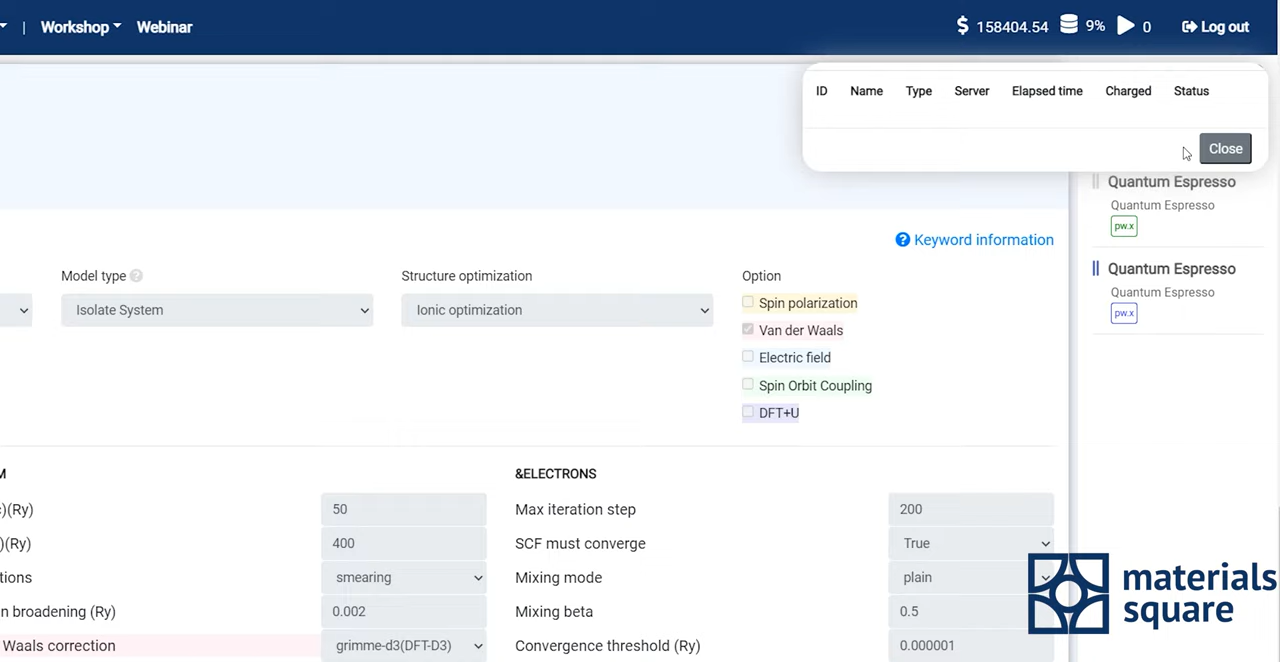 | Workshop Webinar 158404.54 9% 0 Log out
ID Name Type Server Elapsed time Charged Status
Close
Quantum Espresso
Quantum Espresso
pw.x
Quantum Espresso
Quantum Espresso
pw.x
Keyword information
Model type
Isolate System
Structure optimization
Ionic optimization
Option
Spin polarization
Van der Waals
Electric field
Spin Orbit Coupling
DFT+U
M
c)(Ry) 50
)(Ry) 400
tions smearing
n broadening (Ry) 0.002
Waals correction grimme-d3(DFT-D3)
&ELECTRONS
Max iteration step 200
SCF must converge True
Mixing mode plain
Mixing beta 0.5
Convergence threshold (Ry) 0.000001
materials
square